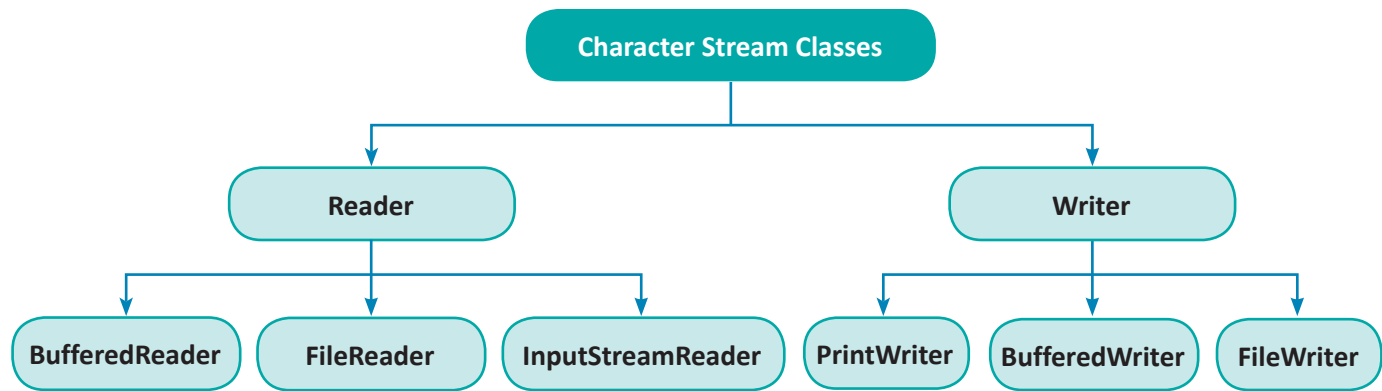 Character Stream Classes
Reader
Writer
BufferedReader
FileReader
InputStreamReader
PrintWriter
BufferedWriter
FileWriter